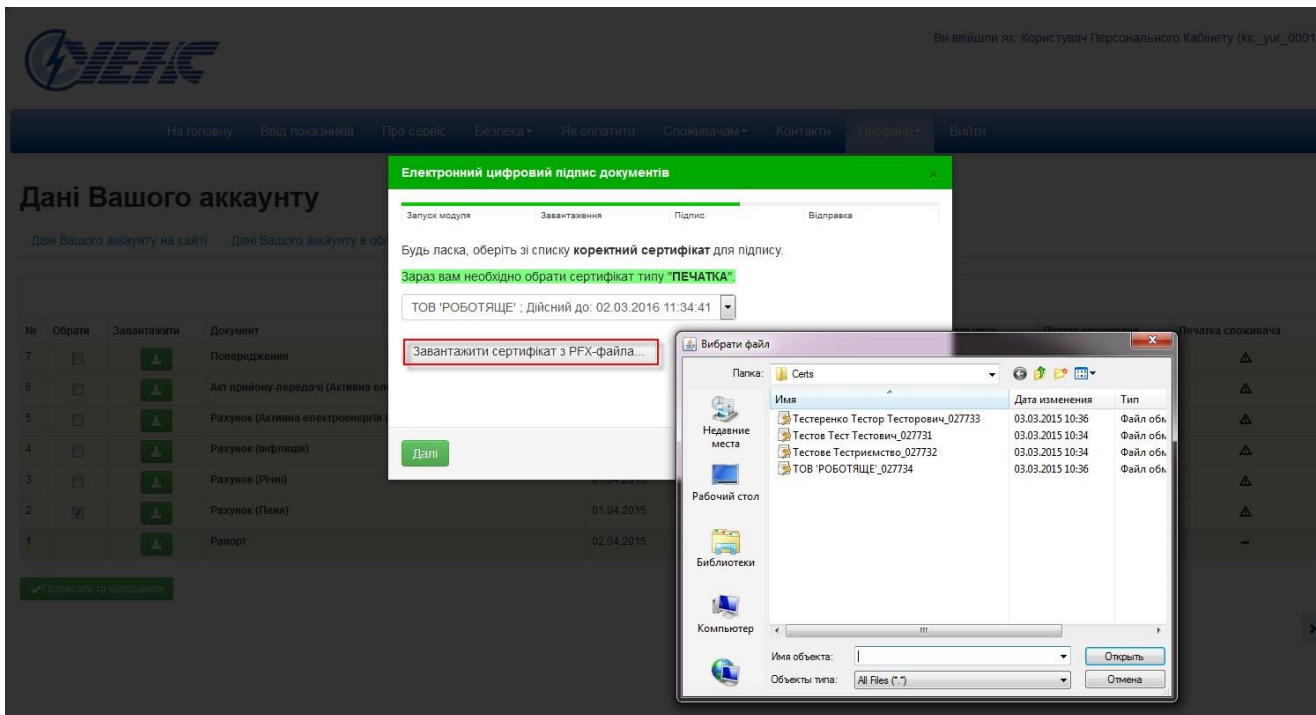 УЕНС
Ви ввійшли як: Користувач Персонального Кабінету (kic_yur_0001
На головну Ввід показників Про сервіс Безпека Як оплатити Споживачам Контакти Профайл Вийти
Дані Вашого аккаунту
Дані Вашого аккаунту на сайті Дані Вашого аккаунту в
Електронний цифровий підпис документів ×
Запуск модуля Завантаження Підпис Відправка
Будь ласка, оберіть зі списку коректний сертифікат для підпису.
Зараз вам необхідно обрати сертифікат типу "ПЕЧАТКА".
ТОВ 'РОБОТЯЩЕ' ; Дійсний до: 02.03.2016 11:34:41
Завантажити сертифікат з PFX-файла...
Далі
№ Обрати Завантажити Документ Печатка споживача
7 Попередження
6 Акт прийому-передачі (Активна
5 Рахунок (Активна електроенергія
4 Рахунок (Інфляція)
3 Рахунок (Річні) 01.04.2015
2 Рахунок (Пеня) 01.04.2015
1 Рапорт 02.04.2015
Підписати та відправити
Вибрати файл
Папка: Certs
Недавние места
Рабочий стол
Библиотеки
Компьютер
Имя Дата изменения Тип
Тестеренко Тестор Тесторович_027733 03.03.2015 10:36 Файл
Тестов Тест Тестович_027731 03.03.2015 10:34 Файл
Тестове Тестриємство_027732 03.03.2015 10:34 Файл
ТОВ 'РОБОТЯЩЕ'_027734 03.03.2015 10:36 Файл
Имя объекта: Открыть
Объекты типа: All Files (*.*) Отмена